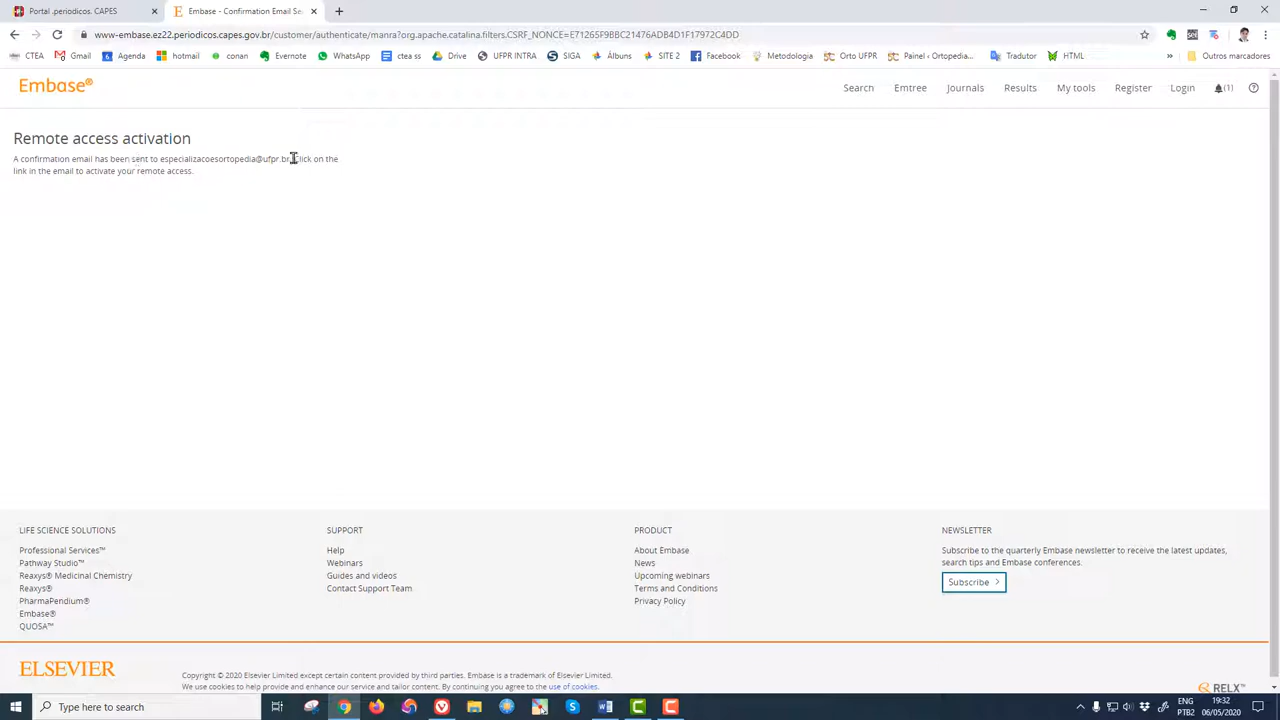 Portal .periodicos. CAPES
Embase - Confirmation Email Se
www-embase.ez22.periodicos.capes.gov.br/customer/authenticate/manra?org.apache.catalina.filters.CSRF_NONCE=E71265F9BBC21476ADB4D1F17972C4DD
CTEA Gmail Agenda hotmail conan Evernote WhatsApp ctea ss Drive UFPR INTRA SIGA Álbuns SITE 2 Facebook Metodologia Orto UFPR Painel ‹ Ortopedia... Tradutor HTML » Outros marcadores
Embase®
Search Emtree Journals Results My tools Register Login (1)
Remote access activation
A confirmation email has been sent to especializacoesortopedia@ufpr.br. Click on the
link in the email to activate your remote access.
LIFE SCIENCE SOLUTIONS
Professional Services™
Pathway Studio™
Reaxys® Medicinal Chemistry
Reaxys®
PharmaPendium®
Embase®
QUOSA™
SUPPORT
Help
Webinars
Guides and videos
Contact Support Team
PRODUCT
About Embase
News
Upcoming webinars
Terms and Conditions
Privacy Policy
NEWSLETTER
Subscribe to the quarterly Embase newsletter to receive the latest updates,
search tips and Embase conferences.
Subscribe >
ELSEVIER
Copyright © 2020 Elsevier Limited except certain content provided by third parties. Embase is a trademark of Elsevier Limited.
We use cookies to help provide and enhance our service and tailor content. By continuing you agree to the use of cookies.
RELX™
Type here to search
ENG
PTB2
19:32
06/05/2020